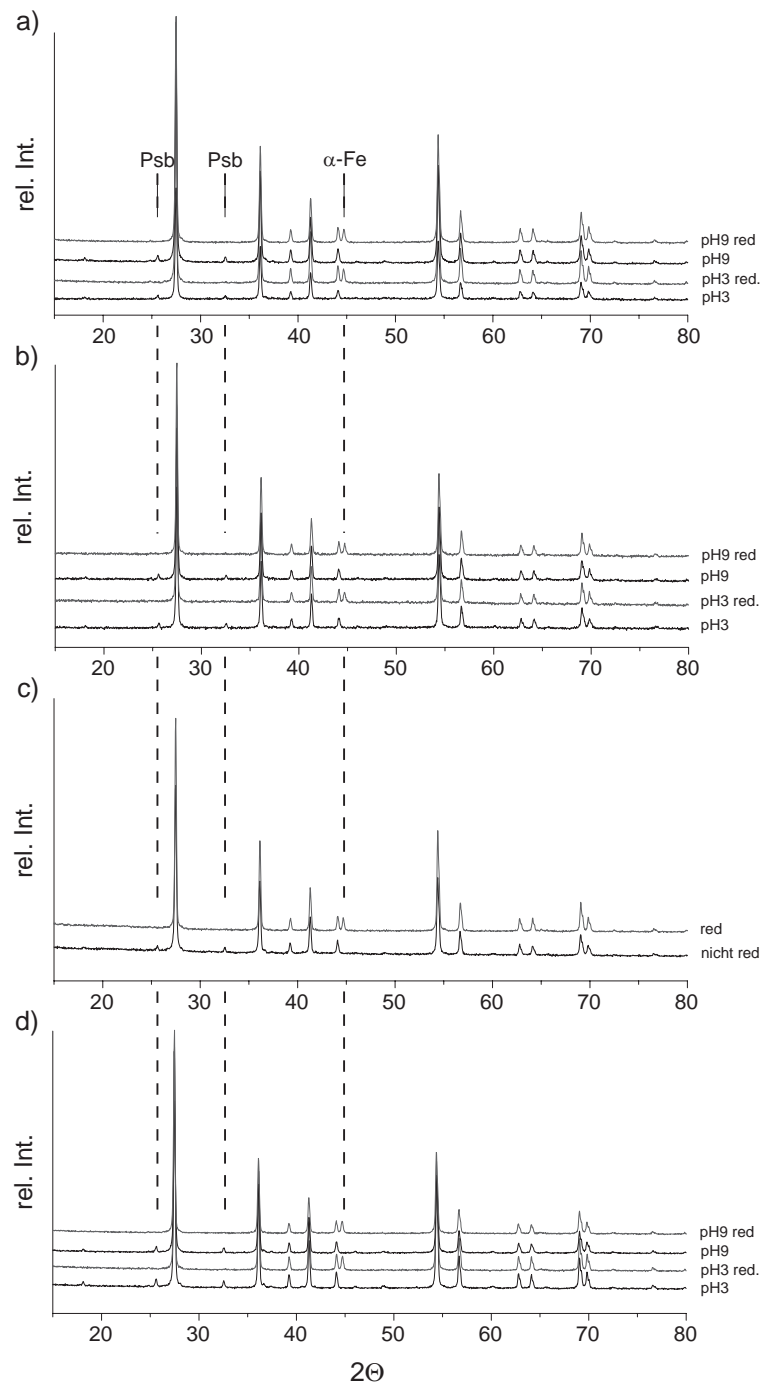 a)
rel. Int.
Psb Psb α-Fe
pH9 red
pH9
pH3 red.
pH3
20 30 40 50 60 70 80
b)
rel. Int.
pH9 red
pH9
pH3 red.
pH3
20 30 40 50 60 70 80
c)
rel. Int.
red
nicht red
20 30 40 50 60 70 80
d)
rel. Int.
pH9 red
pH9
pH3 red.
pH3
20 30 40 50 60 70 80
2Θ